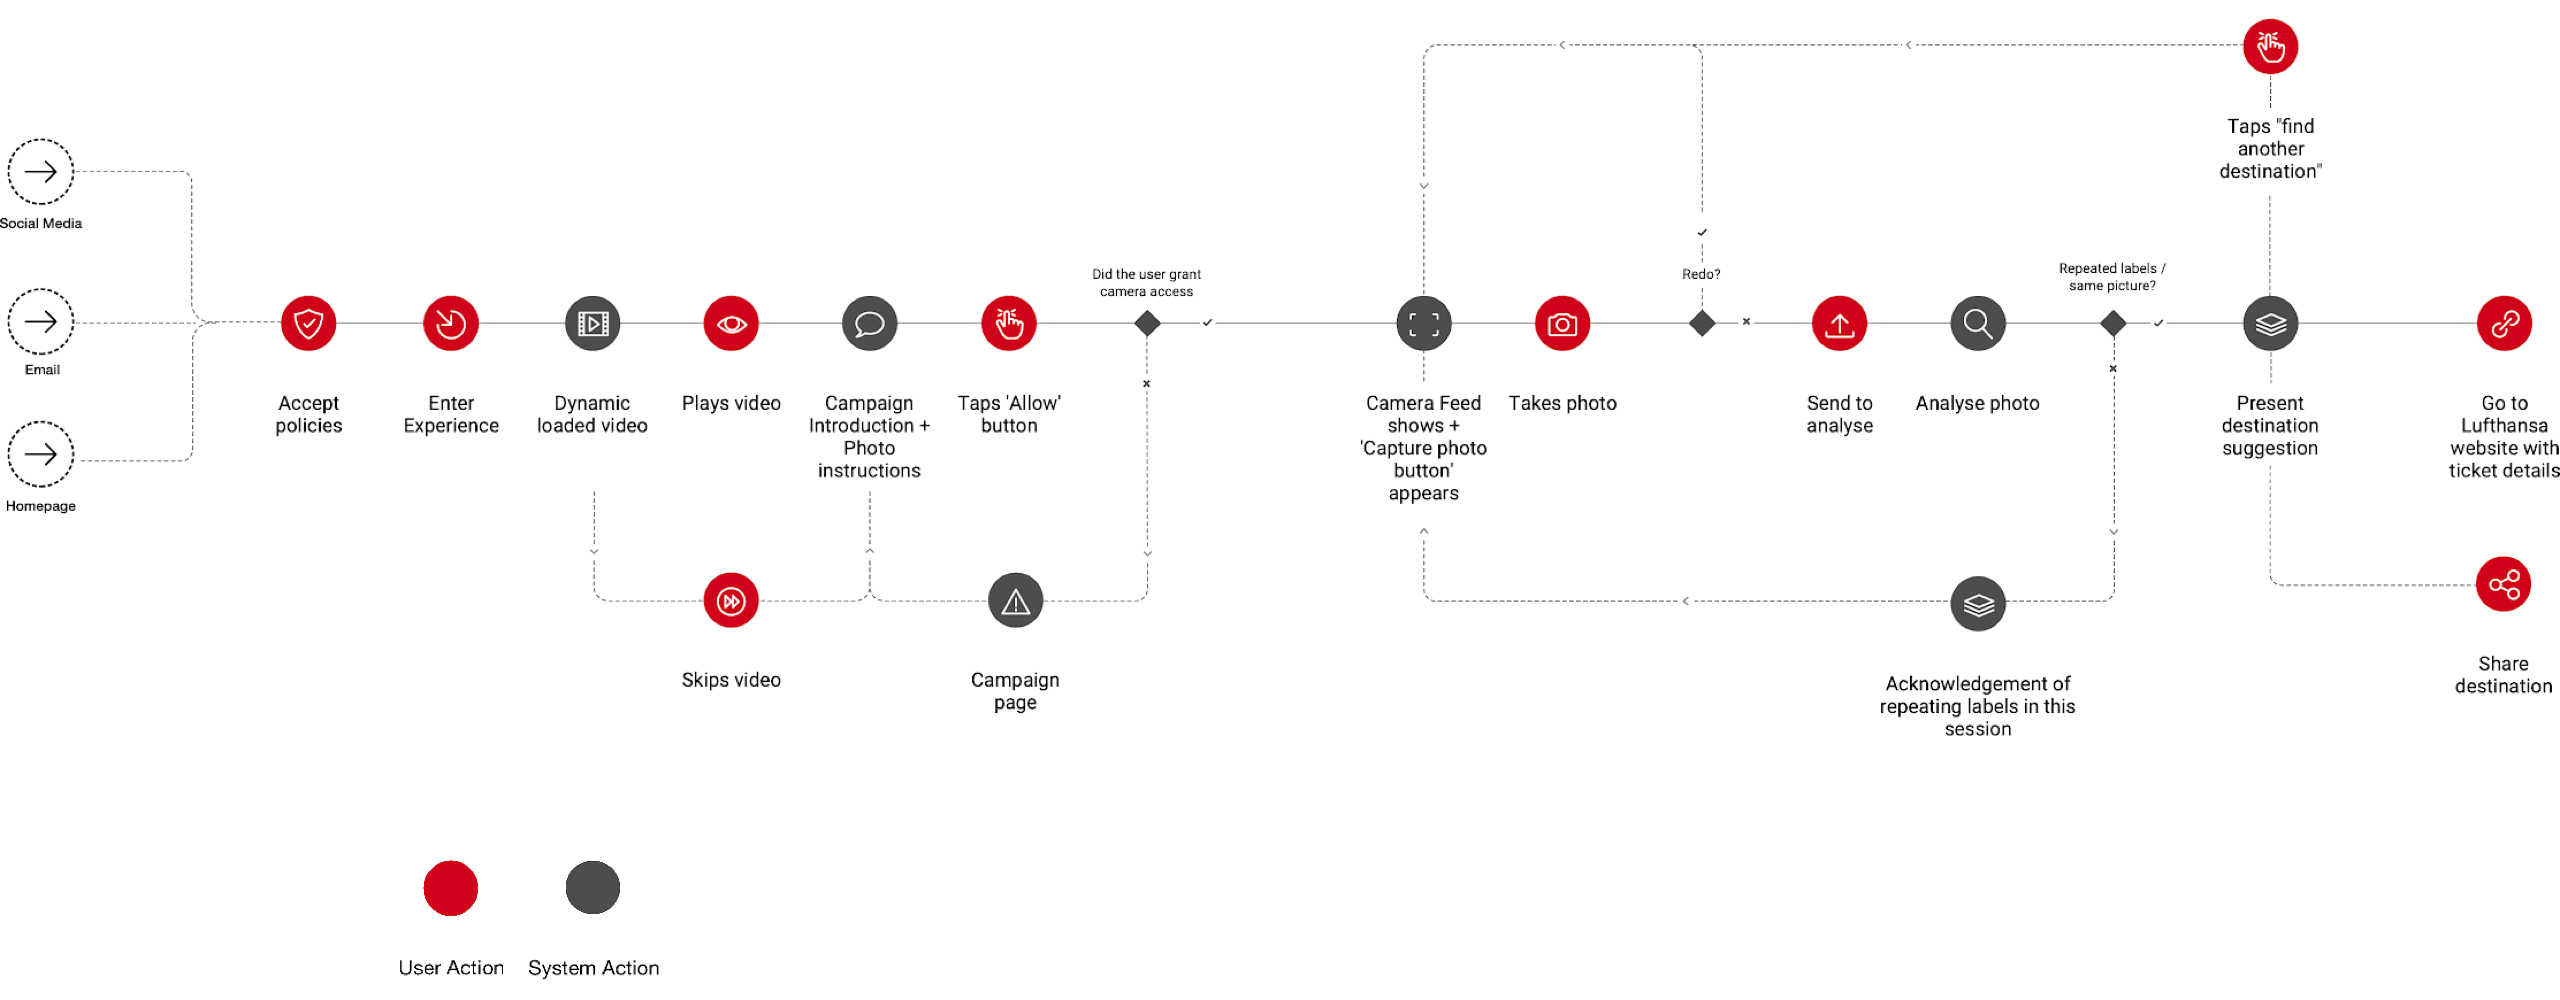 Taps "find
another
destination"
Social Media
Email
Homepage
Did the user grant
camera access
Redo?
Repeated labels /
same picture?
Accept
policies
Enter
Experience
Dynamic
loaded video
Plays video
Campaign
Introduction +
Photo
instructions
Taps 'Allow'
button
Camera Feed
shows +
'Capture photo
button'
appears
Takes photo
Send to
analyse
Analyse photo
Present
destination
suggestion
Go to
Lufthansa
website with
ticket details
Skips video
Campaign
page
Acknowledgement of
repeating labels in this
session
Share
destination
User Action
System Action